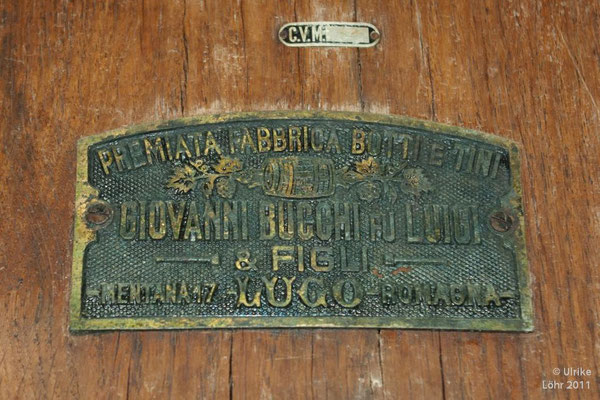 C.V.M.
PREMIATA FABBRICA BOTTI E TINI
GIOVANNI BUCCHI FU LUIGI
& FIGLI
MENTANA 17 - LUGO - ROMAGNA -
© Ulrike
Löhr 2011